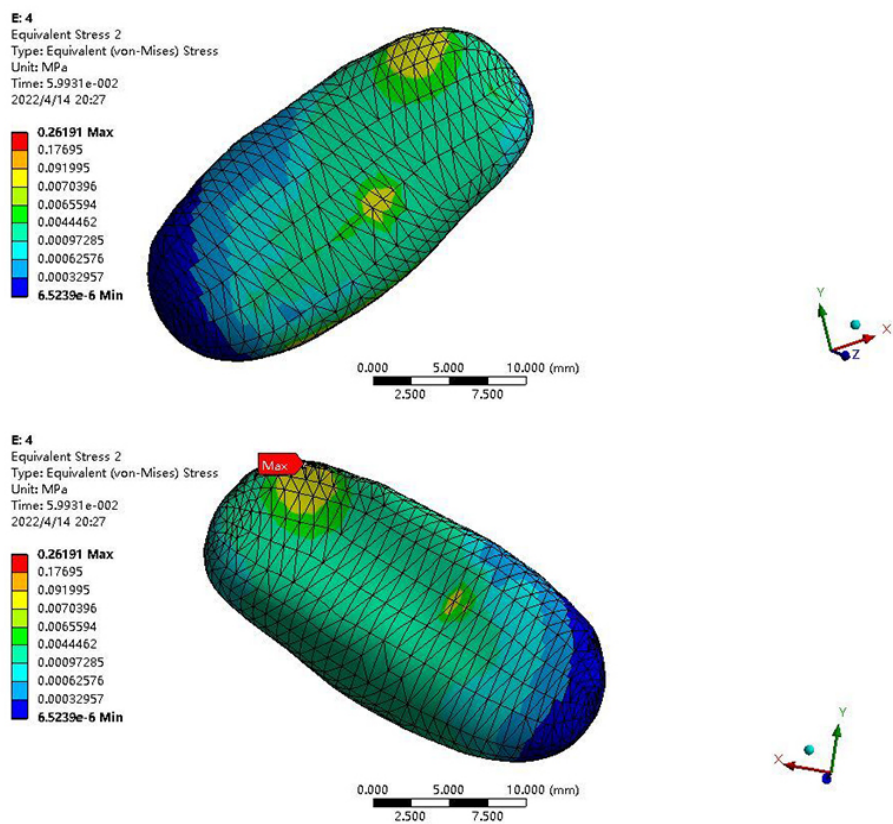 E: 4
Equivalent Stress 2
Type: Equivalent (von-Mises) Stress
Unit: MPa
Time: 5.9931e-002
2022/4/14 20:27
0.26191 Max
0.17695
0.091995
0.0070396
0.0065594
0.0044462
0.00097285
0.00062576
0.00032957
6.5239e-6 Min
Y
X
Z
0.000 5.000 10.000 (mm)
2.500 7.500
E: 4
Equivalent Stress 2
Type: Equivalent (von-Mises) Stress
Unit: MPa
Time: 5.9931e-002
2022/4/14 20:27
Max
0.26191 Max
0.17695
0.091995
0.0070396
0.0065594
0.0044462
0.00097285
0.00062576
0.00032957
6.5239e-6 Min
Y
X
0.000 5.000 10.000 (mm)
2.500 7.500